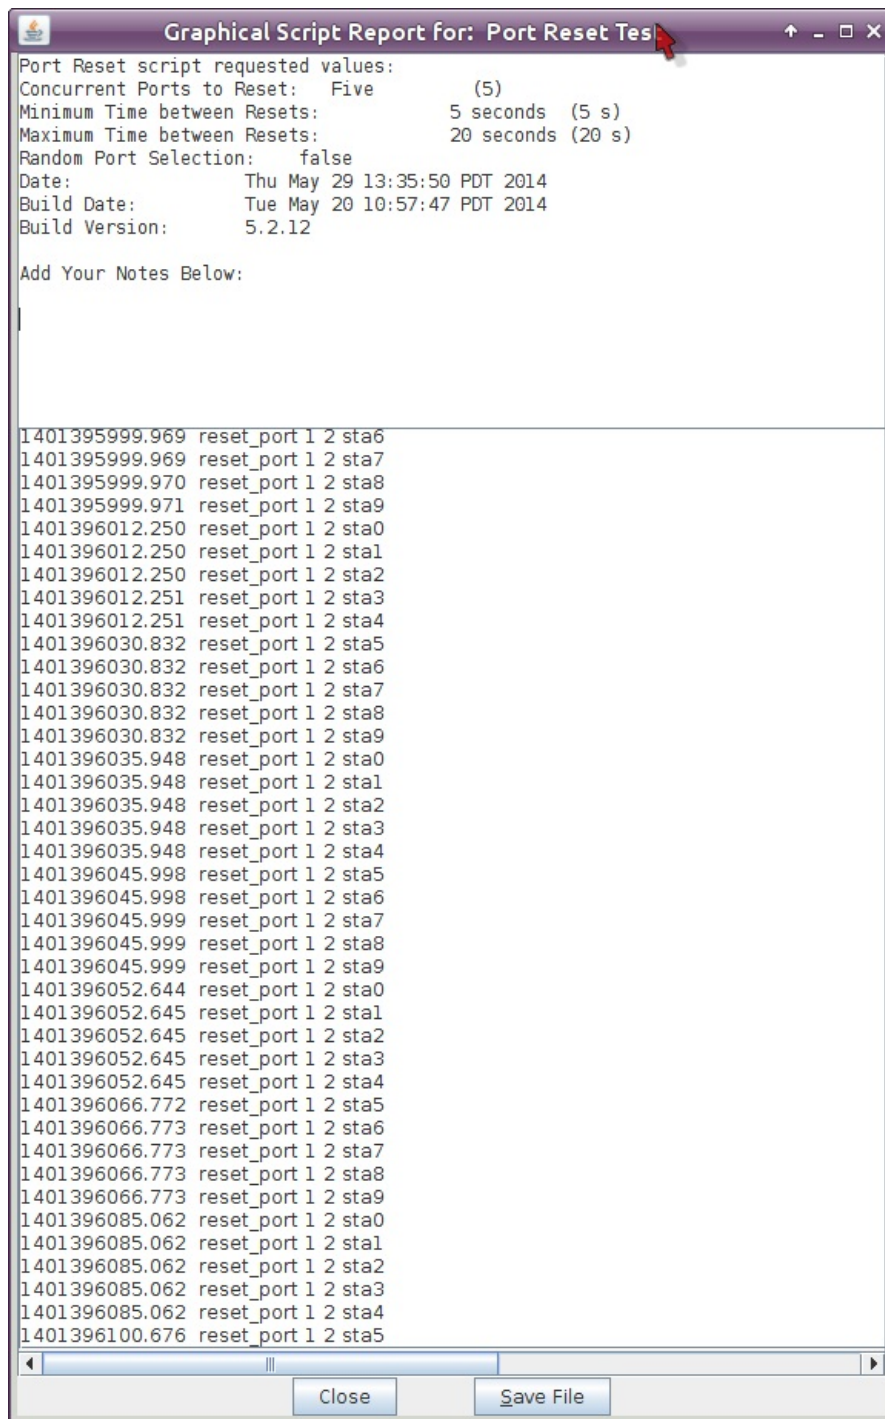 Graphical Script Report for: Port Reset Tes
Port Reset script requested values:
Concurrent Ports to Reset: Five (5)
Minimum Time between Resets: 5 seconds (5 s)
Maximum Time between Resets: 20 seconds (20 s)
Random Port Selection: false
Date: Thu May 29 13:35:50 PDT 2014
Build Date: Tue May 20 10:57:47 PDT 2014
Build Version: 5.2.12
Add Your Notes Below:
1401395999.969 reset_port 1 2 sta6
1401395999.969 reset_port 1 2 sta7
1401395999.970 reset_port 1 2 sta8
1401395999.971 reset_port 1 2 sta9
1401396012.250 reset_port 1 2 sta0
1401396012.250 reset_port 1 2 sta1
1401396012.250 reset_port 1 2 sta2
1401396012.251 reset_port 1 2 sta3
1401396012.251 reset_port 1 2 sta4
1401396030.832 reset_port 1 2 sta5
1401396030.832 reset_port 1 2 sta6
1401396030.832 reset_port 1 2 sta7
1401396030.832 reset_port 1 2 sta8
1401396030.832 reset_port 1 2 sta9
1401396035.948 reset_port 1 2 sta0
1401396035.948 reset_port 1 2 sta1
1401396035.948 reset_port 1 2 sta2
1401396035.948 reset_port 1 2 sta3
1401396035.948 reset_port 1 2 sta4
1401396045.998 reset_port 1 2 sta5
1401396045.998 reset_port 1 2 sta6
1401396045.999 reset_port 1 2 sta7
1401396045.999 reset_port 1 2 sta8
1401396045.999 reset_port 1 2 sta9
1401396052.644 reset_port 1 2 sta0
1401396052.645 reset_port 1 2 sta1
1401396052.645 reset_port 1 2 sta2
1401396052.645 reset_port 1 2 sta3
1401396052.645 reset_port 1 2 sta4
1401396066.772 reset_port 1 2 sta5
1401396066.773 reset_port 1 2 sta6
1401396066.773 reset_port 1 2 sta7
1401396066.773 reset_port 1 2 sta8
1401396066.773 reset_port 1 2 sta9
1401396085.062 reset_port 1 2 sta0
1401396085.062 reset_port 1 2 sta1
1401396085.062 reset_port 1 2 sta2
1401396085.062 reset_port 1 2 sta3
1401396085.062 reset_port 1 2 sta4
1401396100.676 reset_port 1 2 sta5
Close Save File